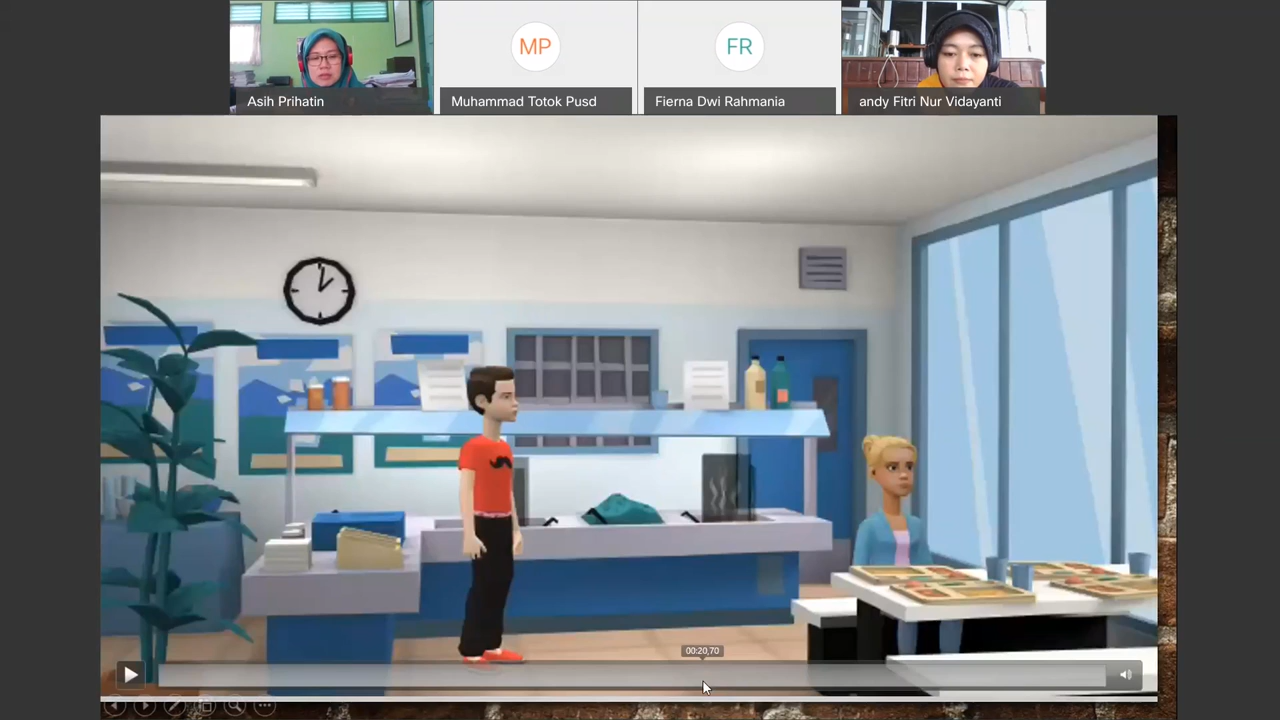 MP
FR
Asih Prihatin
Muhammad Totok Pusd
Fierna Dwi Rahmania
andy Fitri Nur Vidayanti
00:20,70